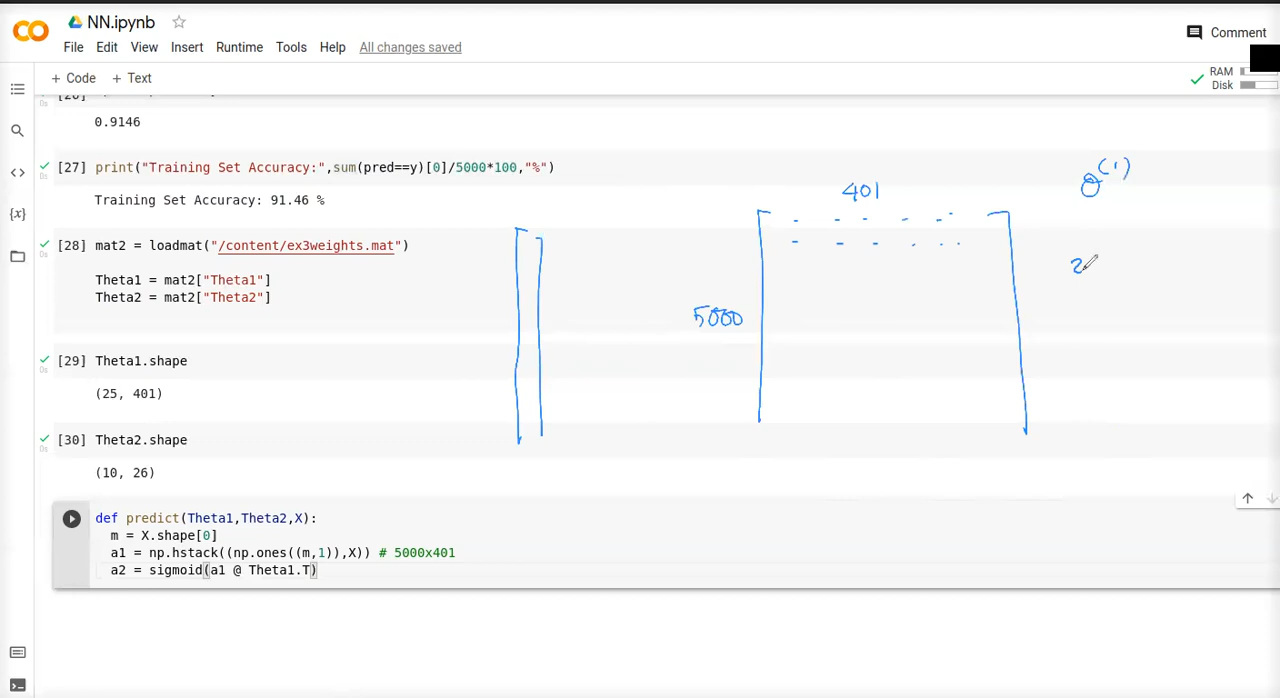 NN.ipynb
Comment
File Edit View Insert Runtime Tools Help All changes saved
+ Code + Text
RAM
Disk
0.9146
[27] print("Training Set Accuracy:",sum(pred==y)[0]/5000*100,"%")
Training Set Accuracy: 91.46 %
[28] mat2 = loadmat("/content/ex3weights.mat")
Theta1 = mat2["Theta1"]
Theta2 = mat2["Theta2"]
[29] Theta1.shape
(25, 401)
[30] Theta2.shape
(10, 26)
def predict(Theta1,Theta2,X):
m = X.shape[0]
a1 = np.hstack((np.ones((m,1)),X)) # 5000x401
a2 = sigmoid(a1 @ Theta1.T)
401
5000
θ(1)
2